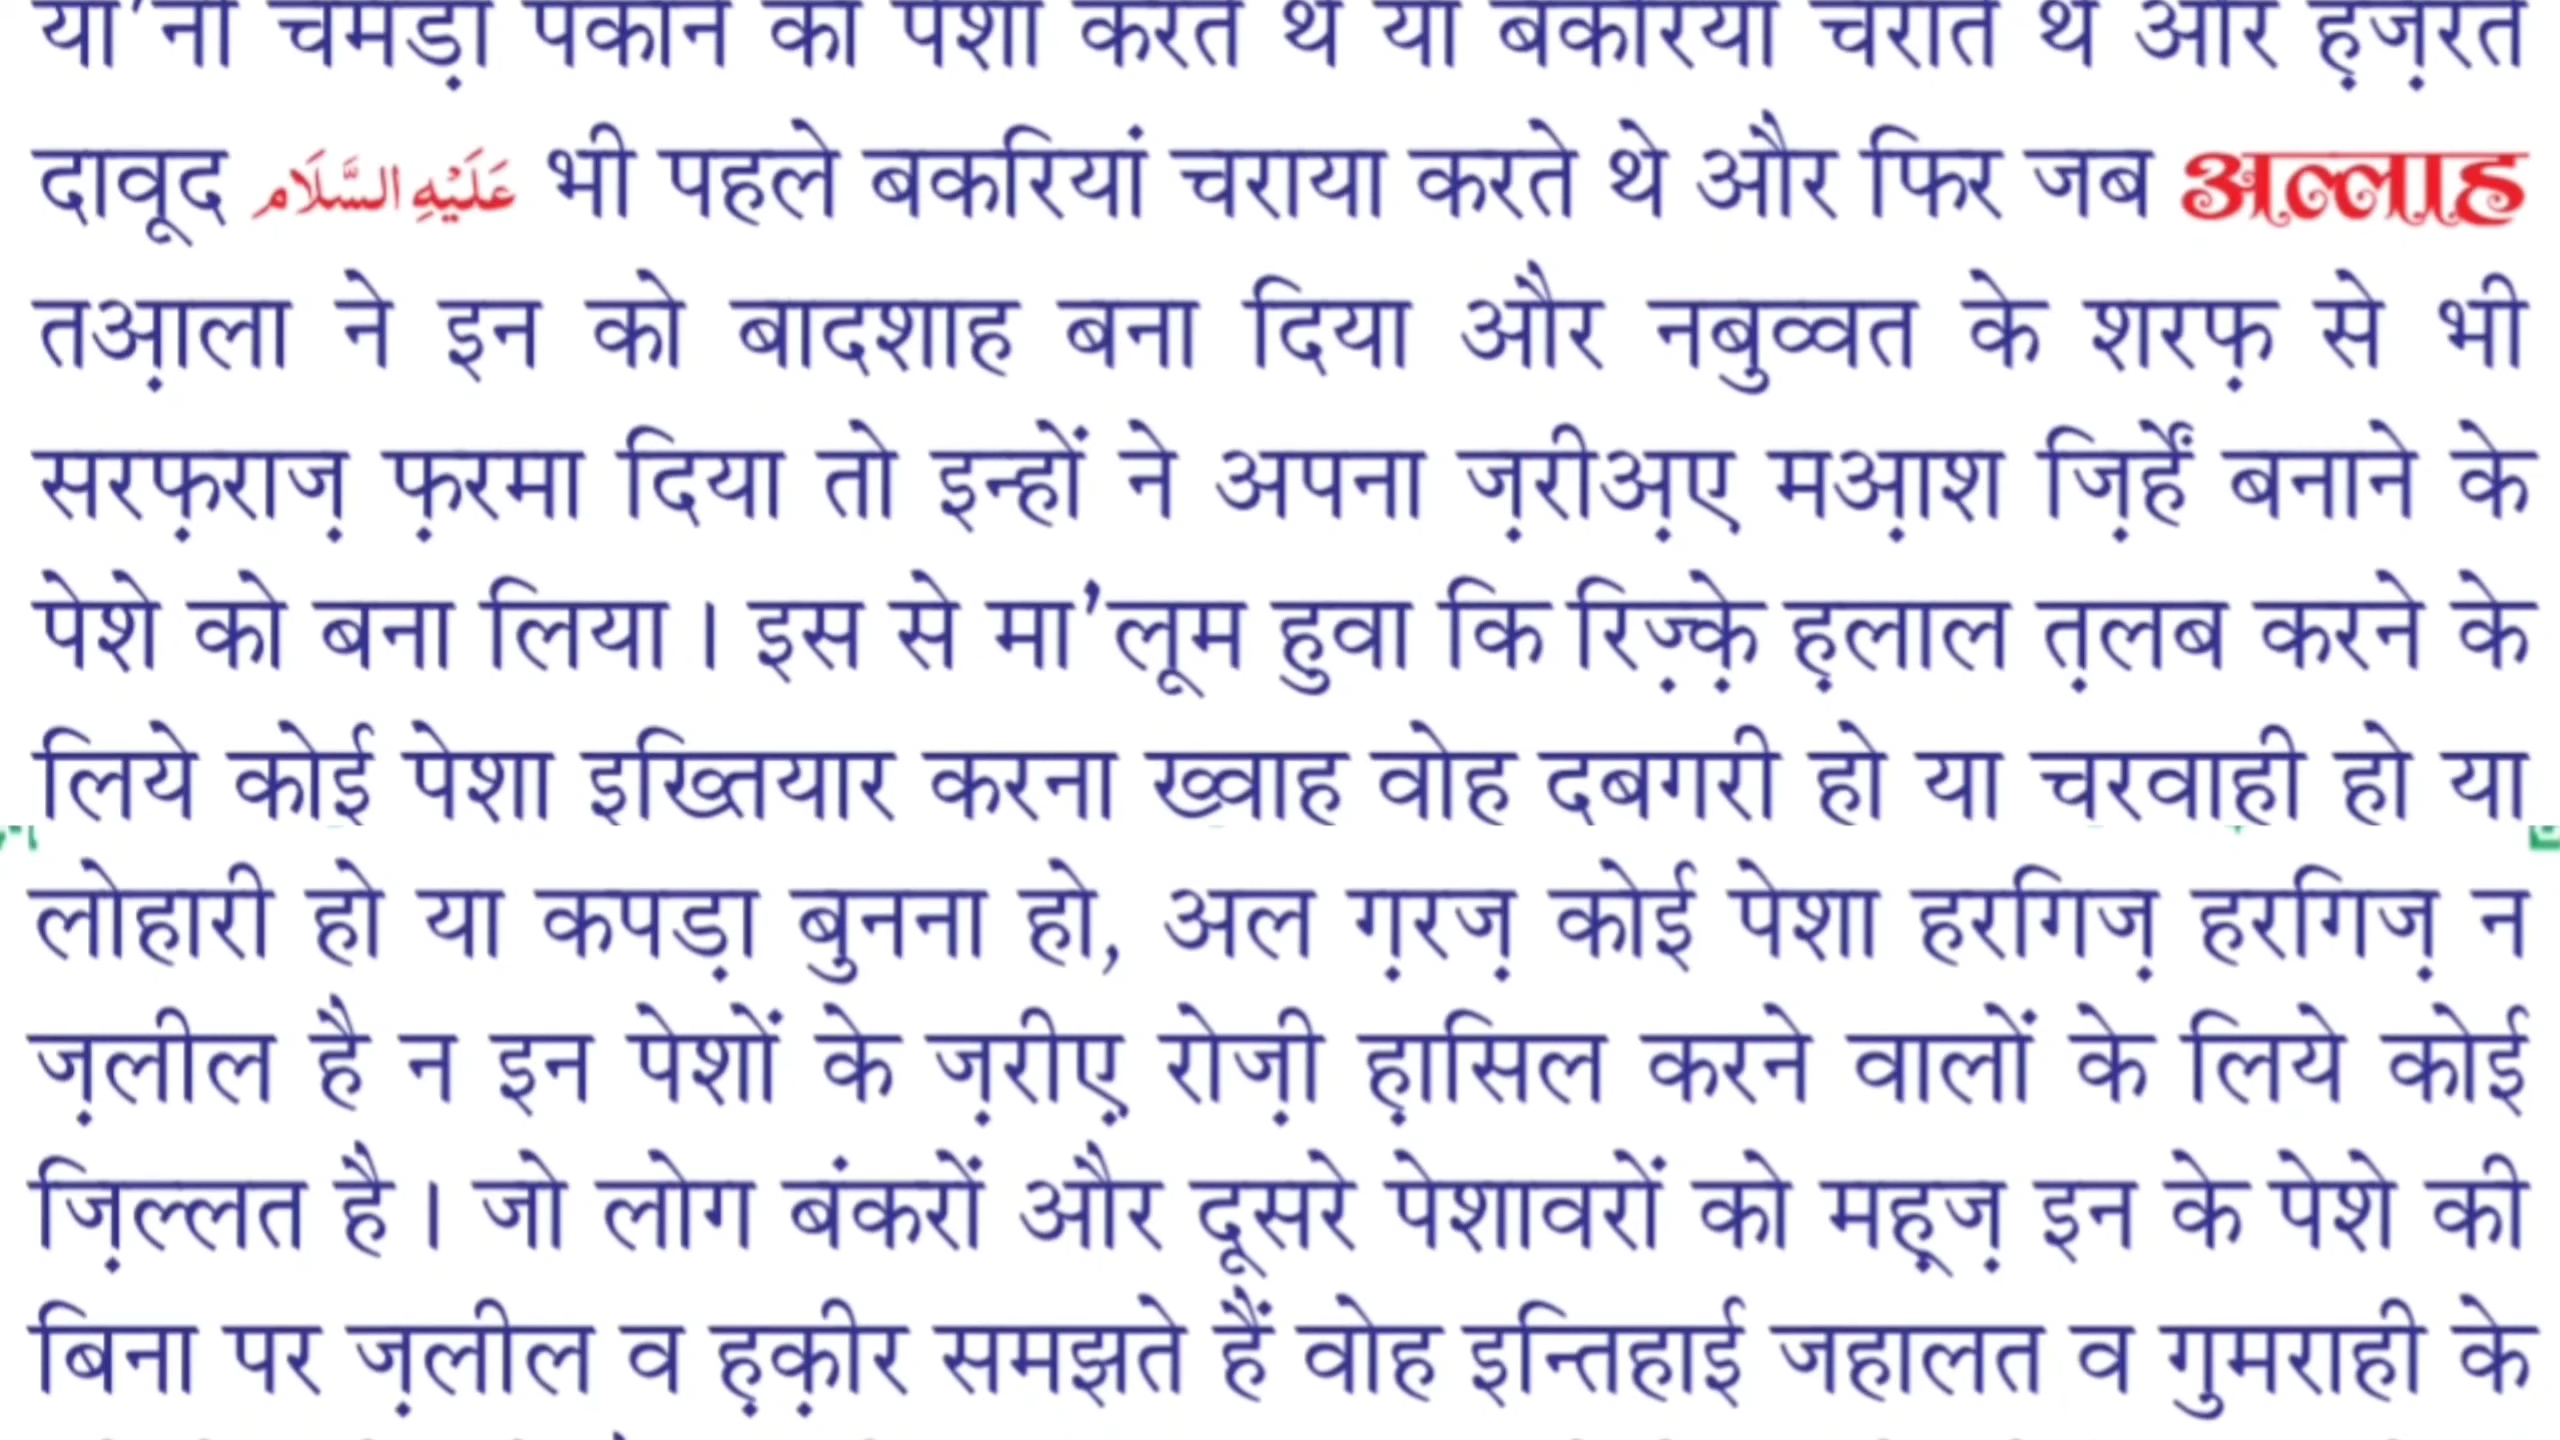 या'नी चमड़ा पकाने का पेशा करते थे या बकरियां चराते थे और ह़ज़रते
दावूद عَلَيْهِ السَّلَام भी पहले बकरियां चराया करते थे और फिर जब अल्लाह
तआ़ला ने इन को बादशाह बना दिया और नबुव्वत के शरफ़ से भी
सरफ़राज़ फ़रमा दिया तो इन्हों ने अपना ज़रीअ़ए मआ़श ज़िर्हें बनाने के
पेशे को बना लिया। इस से मा'लूम हुवा कि रिज़्क़े ह़लाल त़लब करने के
लिये कोई पेशा इख़्तियार करना ख़्वाह वोह दबगरी हो या चरवाही हो या
लोहारी हो या कपड़ा बुनना हो, अल ग़रज़ कोई पेशा हरगिज़ हरगिज़ न
ज़लील है न इन पेशों के ज़रीए़ रोज़ी ह़ासिल करने वालों के लिये कोई
ज़िल्लत है। जो लोग बंकरों और दूसरे पेशावरों को मह़्ज़ इन के पेशे की
बिना पर ज़लील व ह़क़ीर समझते हैं वोह इन्तिहाई जहालत व गुमराही के